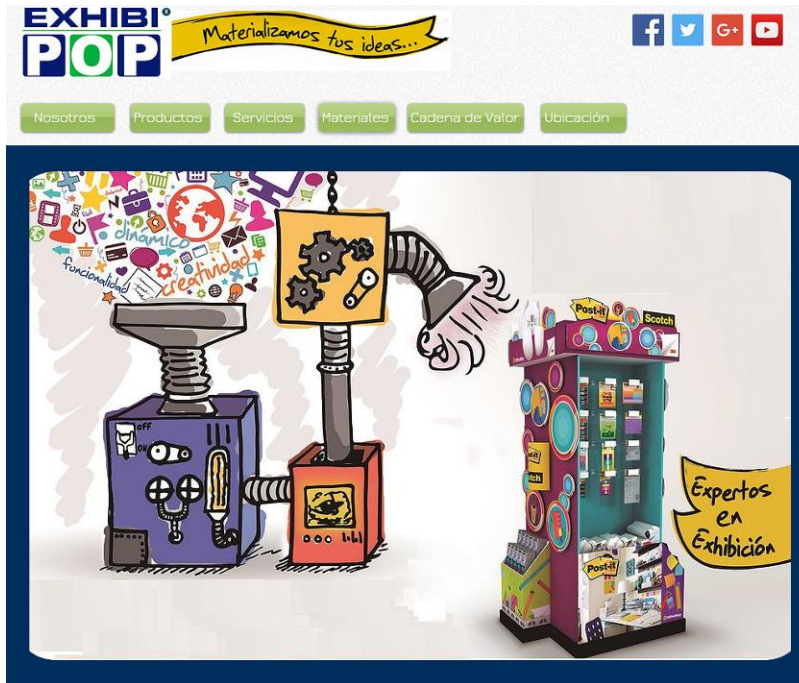 EXHIBI
POP
Materializamos tus ideas...
G+
Nosotros
Productos
Servicios
Materiales
Cadena de Valor
Ubicación
dinamico
funcionalidad
creatividad
OFF
ON
Post-it
Scotch
Post-it
Post-it
Expertos
en
Exhibición